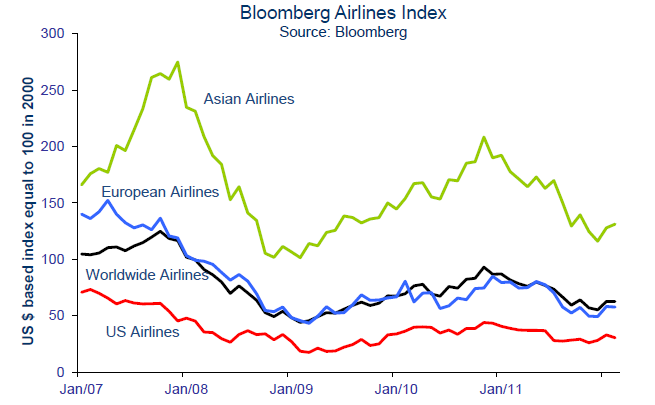 Bloomberg Airlines Index
Source: Bloomberg
US $ based index equal to 100 in 2000
300
250
200
150
100
50
0
Asian Airlines
European Airlines
Worldwide Airlines
US Airlines
Jan/07
Jan/08
Jan/09
Jan/10
Jan/11